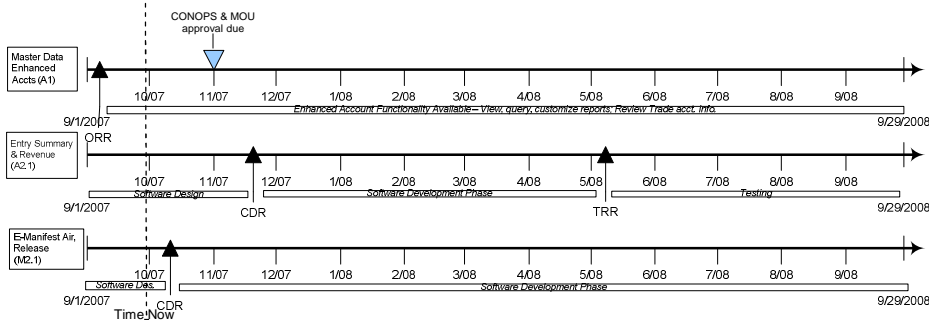 CONOPS & MOU
approval due
Master Data
Enhanced
Accts (A1)
10/07 11/07 12/07 1/08 2/08 3/08 4/08 5/08 6/08 7/08 8/08 9/08
Enhanced Account Functionality Available – View, query, customize reports; Review Trade acct. info.
9/1/2007 9/29/2008
ORR
Entry Summary
& Revenue
(A2.1)
10/07 11/07 12/07 1/08 2/08 3/08 4/08 5/08 6/08 7/08 8/08 9/08
Software Design Software Development Phase Testing
9/1/2007 CDR TRR 9/29/2008
E-Manifest Air,
Release
(M2.1)
10/07 11/07 12/07 1/08 2/08 3/08 4/08 5/08 6/08 7/08 8/08 9/08
Software Des. Software Development Phase
9/1/2007 CDR 9/29/2008
Time Now